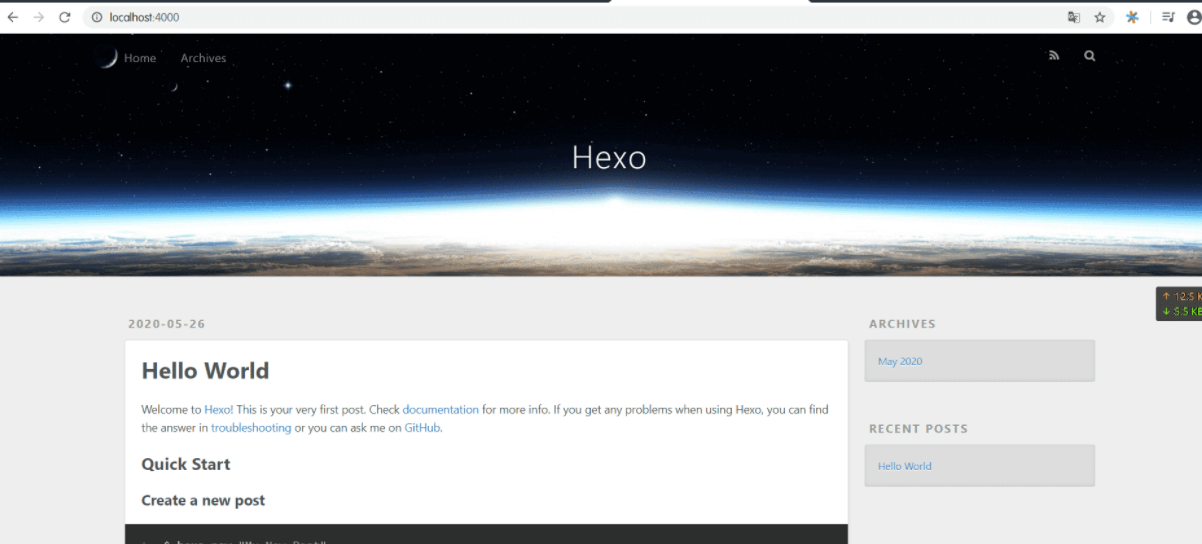 localhost:4000
Home Archives
Hexo
↑ 12.5 K
↓ 5.5 KB
2020-05-26
Hello World
Welcome to Hexo! This is your very first post. Check documentation for more info. If you get any problems when using Hexo, you can find
the answer in troubleshooting or you can ask me on GitHub.
Quick Start
Create a new post
ARCHIVES
May 2020
RECENT POSTS
Hello World